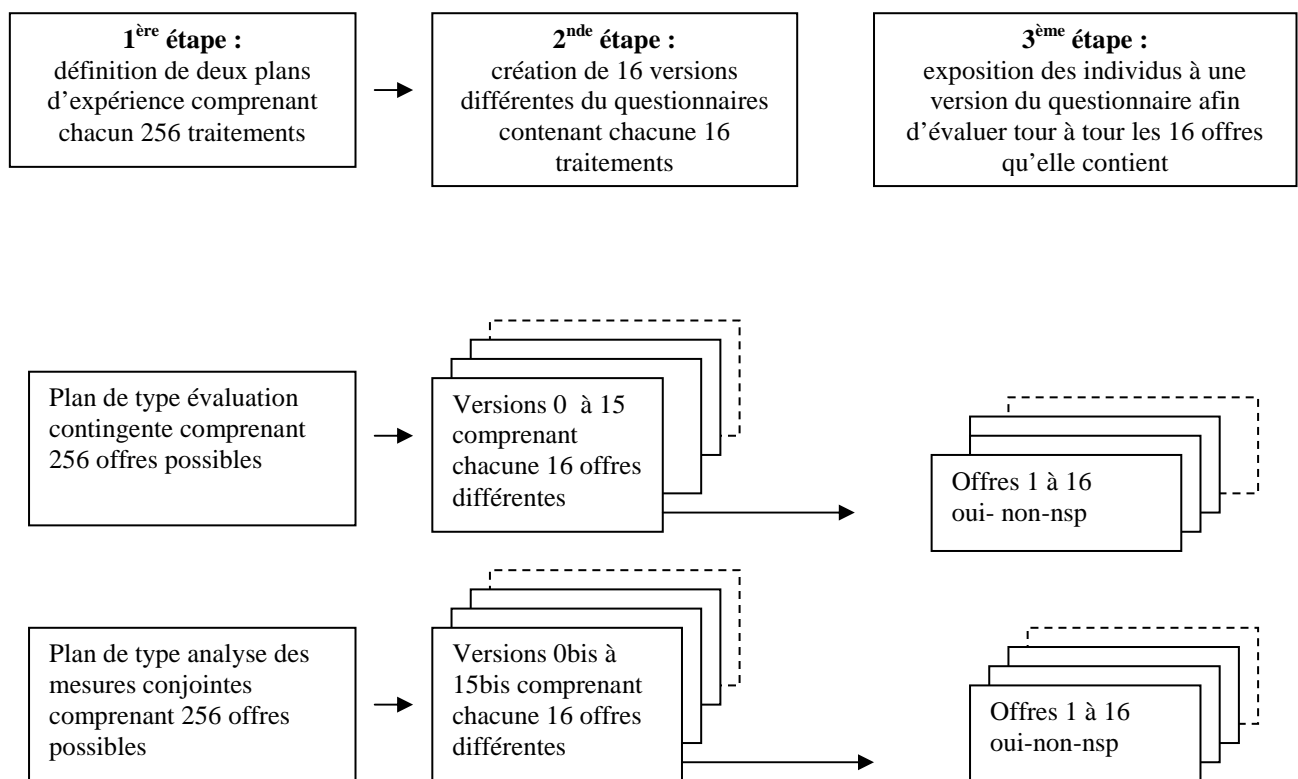 1ère étape :
définition de deux plans
d'expérience comprenant
chacun 256 traitements
2nde étape :
création de 16 versions
différentes du questionnaires
contenant chacune 16
traitements
3ème étape :
exposition des individus à une
version du questionnaire afin
d'évaluer tour à tour les 16 offres
qu'elle contient
Plan de type évaluation
contingente comprenant
256 offres possibles
Versions 0 à 15
comprenant
chacune 16 offres
différentes
Offres 1 à 16
oui- non-nsp
Plan de type analyse des
mesures conjointes
comprenant 256 offres
possibles
Versions 0bis à
15bis comprenant
chacune 16 offres
différentes
Offres 1 à 16
oui-non-nsp